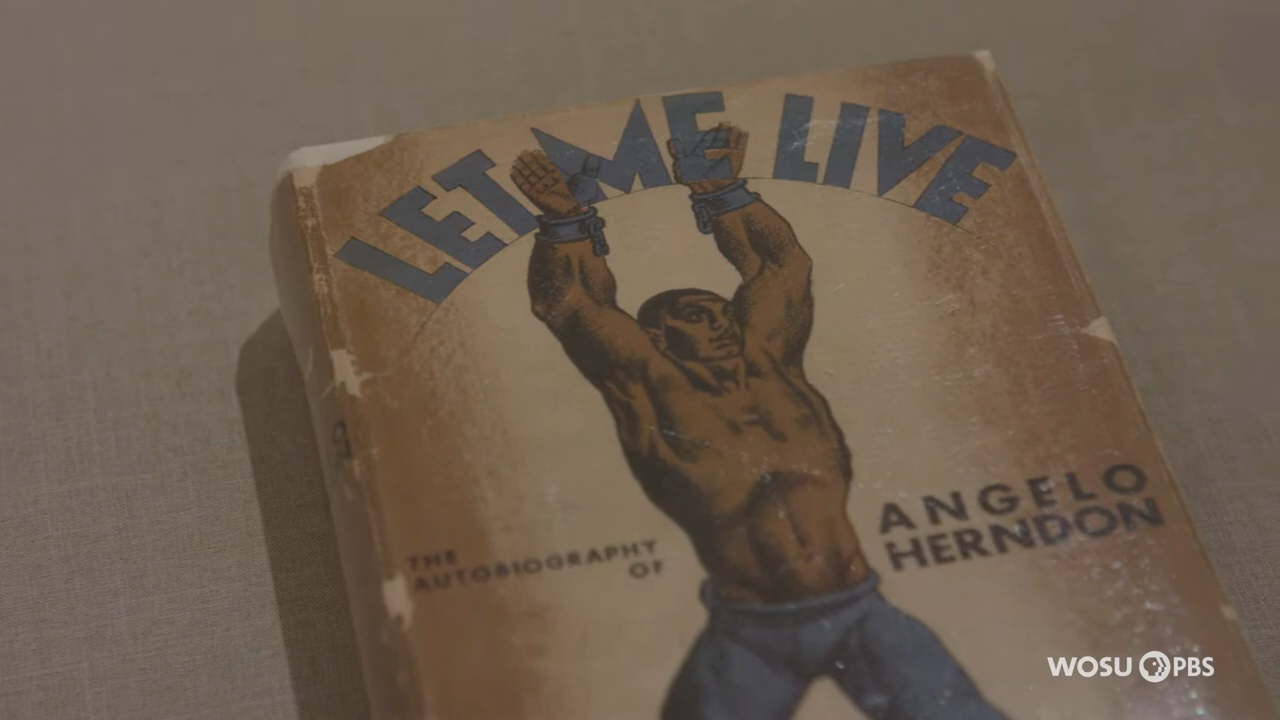 LET ME LIVE
THE
AUTOBIOGRAPHY
OF
ANGELO
HERNDON
WOSU PBS